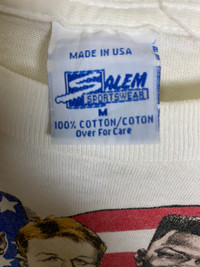 MADE IN USA
SALEM
SPORTSWEAR
M
100% COTTON/COTON
Over For Care